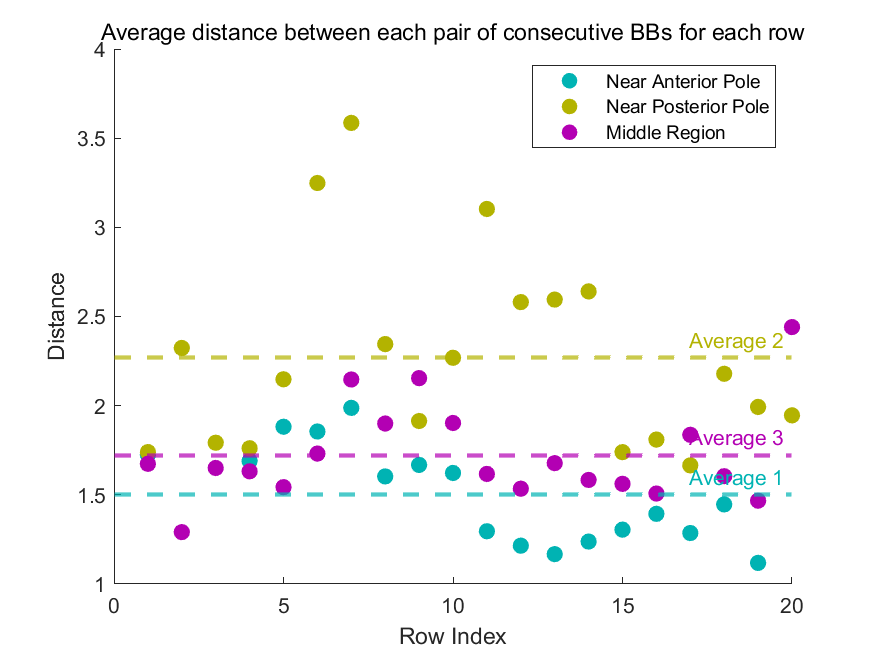 Average distance between each pair of consecutive BBs for each row
4
3.5
3
2.5
2
1.5
1
Distance
Near Anterior Pole
Near Posterior Pole
Middle Region
Average 2
Average 3
Average 1
0
5
10
15
20
Row Index